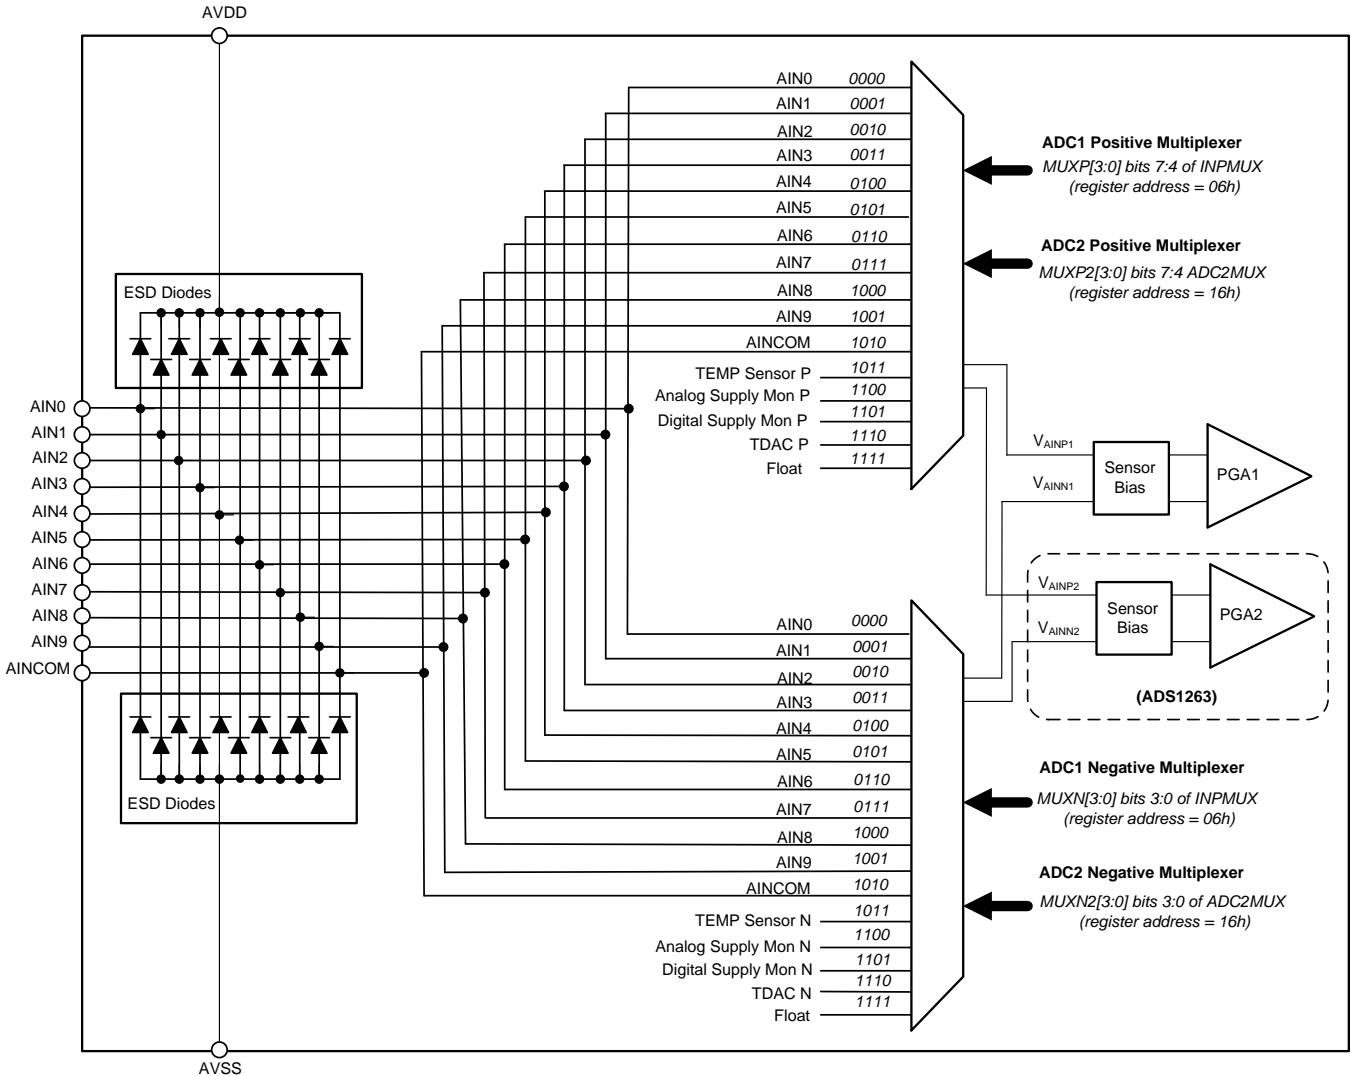 AVDD
ESD Diodes
AIN0
AIN1
AIN2
AIN3
AIN4
AIN5
AIN6
AIN7
AIN8
AIN9
AINCOM
ESD Diodes
AVSS
AIN0 0000
AIN1 0001
AIN2 0010
AIN3 0011
AIN4 0100
AIN5 0101
AIN6 0110
AIN7 0111
AIN8 1000
AIN9 1001
AINCOM 1010
TEMP Sensor P 1011
Analog Supply Mon P 1100
Digital Supply Mon P 1101
TDAC P 1110
Float 1111
ADC1 Positive Multiplexer
MUXP[3:0] bits 7:4 of INPMUX
(register address = 06h)
ADC2 Positive Multiplexer
MUXP2[3:0] bits 7:4 ADC2MUX
(register address = 16h)
VAINP1
VAINN1
Sensor
Bias
PGA1
VAINP2
VAINN2
Sensor
Bias
PGA2
(ADS1263)
AIN0 0000
AIN1 0001
AIN2 0010
AIN3 0011
AIN4 0100
AIN5 0101
AIN6 0110
AIN7 0111
AIN8 1000
AIN9 1001
AINCOM 1010
TEMP Sensor N 1011
Analog Supply Mon N 1100
Digital Supply Mon N 1101
TDAC N 1110
Float 1111
ADC1 Negative Multiplexer
MUXN[3:0] bits 3:0 of INPMUX
(register address = 06h)
ADC2 Negative Multiplexer
MUXN2[3:0] bits 3:0 of ADC2MUX
(register address = 16h)